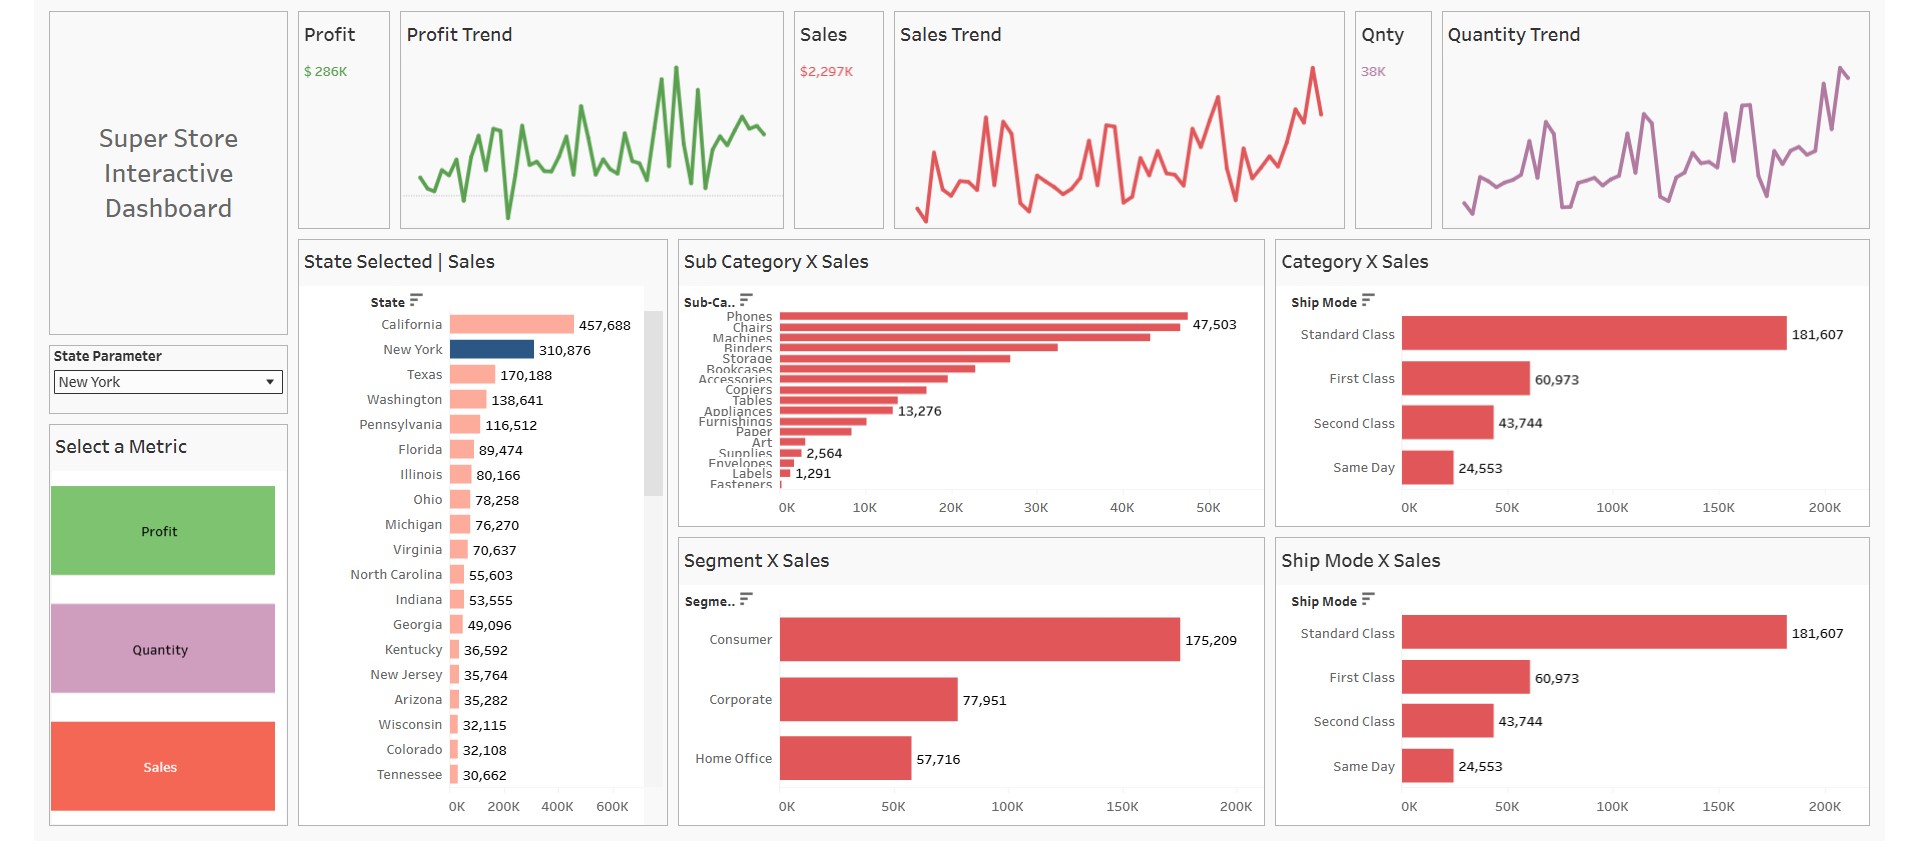 Super Store
Interactive
Dashboard
Profit
$ 286K
Profit Trend
Sales
$2,297K
Sales Trend
Qnty
38K
Quantity Trend
State Parameter
New York
Select a Metric
Profit
Quantity
Sales
State Selected | Sales
State
California 457,688
New York 310,876
Texas 170,188
Washington 138,641
Pennsylvania 116,512
Florida 89,474
Illinois 80,166
Ohio 78,258
Michigan 76,270
Virginia 70,637
North Carolina 55,603
Indiana 53,555
Georgia 49,096
Kentucky 36,592
New Jersey 35,764
Arizona 35,282
Wisconsin 32,115
Colorado 32,108
Tennessee 30,662
0K 200K 400K 600K
Sub Category X Sales
Sub-Ca..
Phones
Chairs 47,503
Machines
Binders
Storage
Bookcases
Accessories
Copiers
Tables
Appliances 13,276
Furnishings
Paper
Art
Supplies 2,564
Envelopes
Labels 1,291
Fasteners
0K 10K 20K 30K 40K 50K
Category X Sales
Ship Mode
Standard Class 181,607
First Class 60,973
Second Class 43,744
Same Day 24,553
0K 50K 100K 150K 200K
Segment X Sales
Segme..
Consumer 175,209
Corporate 77,951
Home Office 57,716
0K 50K 100K 150K 200K
Ship Mode X Sales
Ship Mode
Standard Class 181,607
First Class 60,973
Second Class 43,744
Same Day 24,553
0K 50K 100K 150K 200K